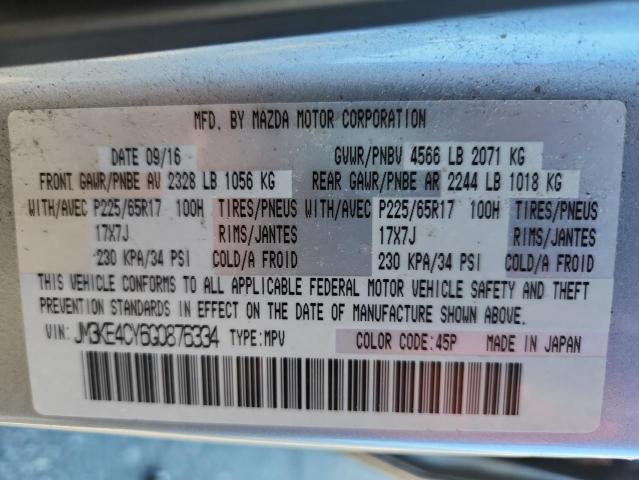 MFD. BY MAZDA MOTOR CORPORATION
DATE 09/16 GVWR/PNBV 4566 LB 2071 KG
FRONT GAWR/PNBE AV 2328 LB 1056 KG REAR GAWR/PNBE AR 2244 LB 1018 KG
WITH/AVEC P225/65R17 100H TIRES/PNEUS WITH/AVEC P225/65R17 100H TIRES/PNEUS
17X7J RIMS/JANTES 17X7J RIMS/JANTES
230 KPA/34 PSI COLD/A FROID 230 KPA/34 PSI COLD/A FROID
THIS VEHICLE CONFORMS TO ALL APPLICABLE FEDERAL MOTOR VEHICLE SAFETY AND THEFT
PREVENTION STANDARDS IN EFFECT ON THE DATE OF MANUFACTURE SHOWN ABOVE.
VIN: JM3KE4CY6G0876334 TYPE:MPV COLOR CODE:45P MADE IN JAPAN